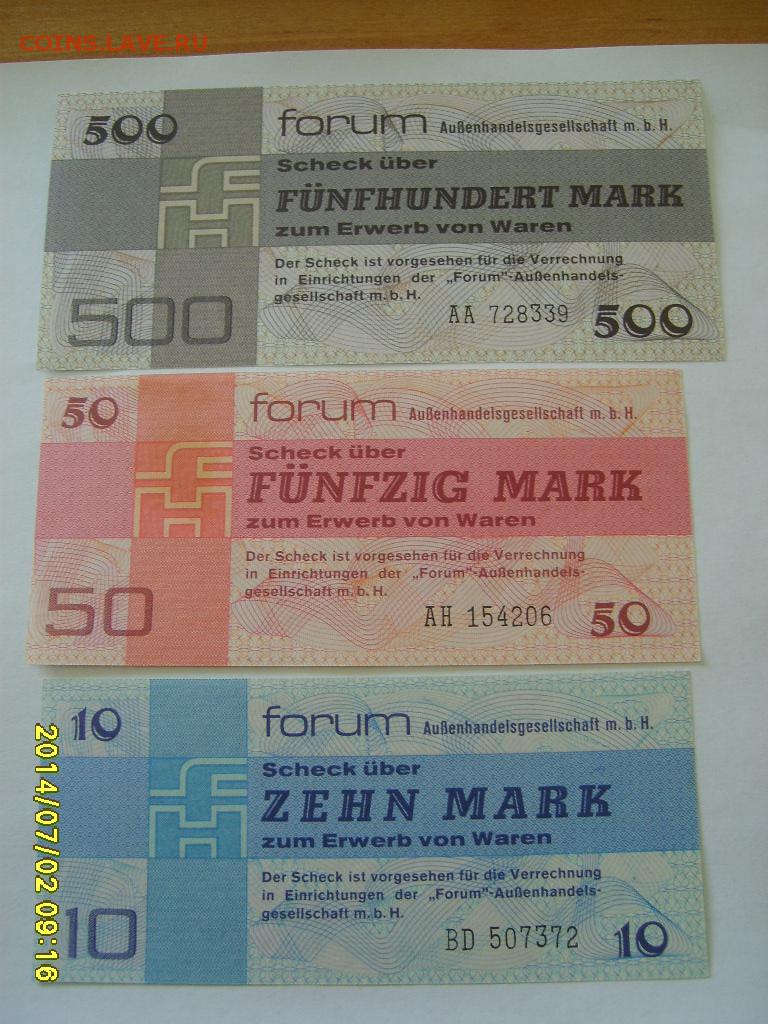 COINS.LAVE.RU
500
forum Außenhandelsgesellschaft m. b. H.
Scheck über
FÜNFHUNDERT MARK
zum Erwerb von Waren
Der Scheck ist vorgesehen für die Verrechnung
in Einrichtungen der „Forum"-Außenhandels-
gesellschaft m. b. H.
500
AA 728339
500
50
forum Außenhandelsgesellschaft m. b. H.
Scheck über
FÜNFZIG MARK
zum Erwerb von Waren
Der Scheck ist vorgesehen für die Verrechnung
in Einrichtungen der „Forum"-Außenhandels-
gesellschaft m. b. H.
50
AH 154206
50
10
forum Außenhandelsgesellschaft m. b. H.
Scheck über
ZEHN MARK
zum Erwerb von Waren
Der Scheck ist vorgesehen für die Verrechnung
in Einrichtungen der „Forum"-Außenhandels-
gesellschaft m. b. H.
10
BD 507372
10
2014/07/02 09:16